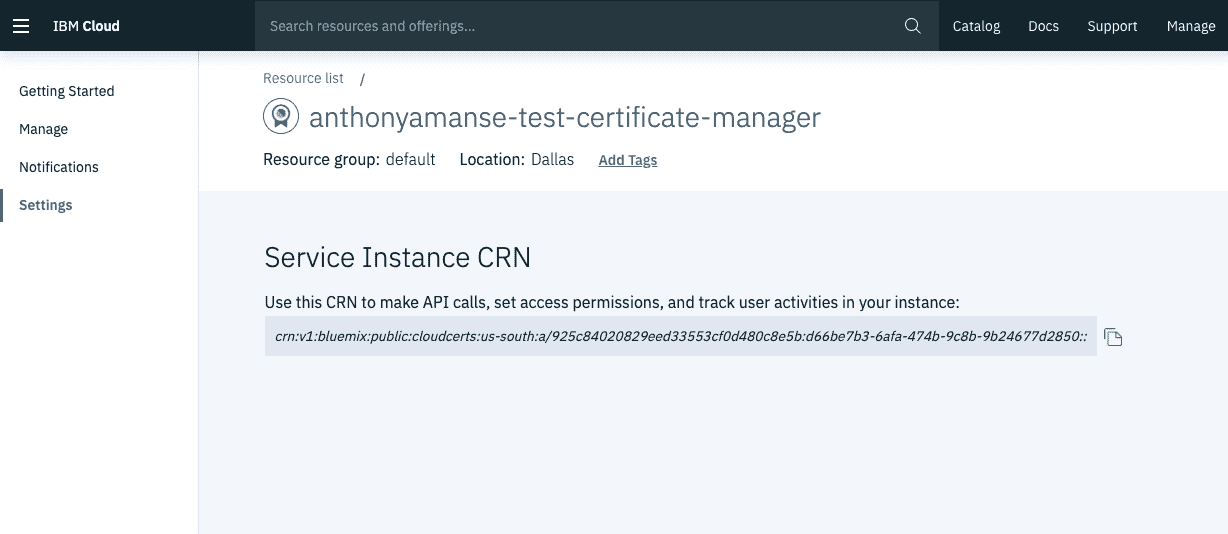 IBM Cloud
Search resources and offerings...
Catalog
Docs
Support
Manage
Getting Started
Manage
Notifications
Settings
Resource list /
anthonyamanse-test-certificate-manager
Resource group: default Location: Dallas Add Tags
Service Instance CRN
Use this CRN to make API calls, set access permissions, and track user activities in your instance:
crn:v1:bluemix:public:cloudcerts:us-south:a/925c84020829eed33553cf0d480c8e5b:d66be7b3-6afa-474b-9c8b-9b24677d2850::